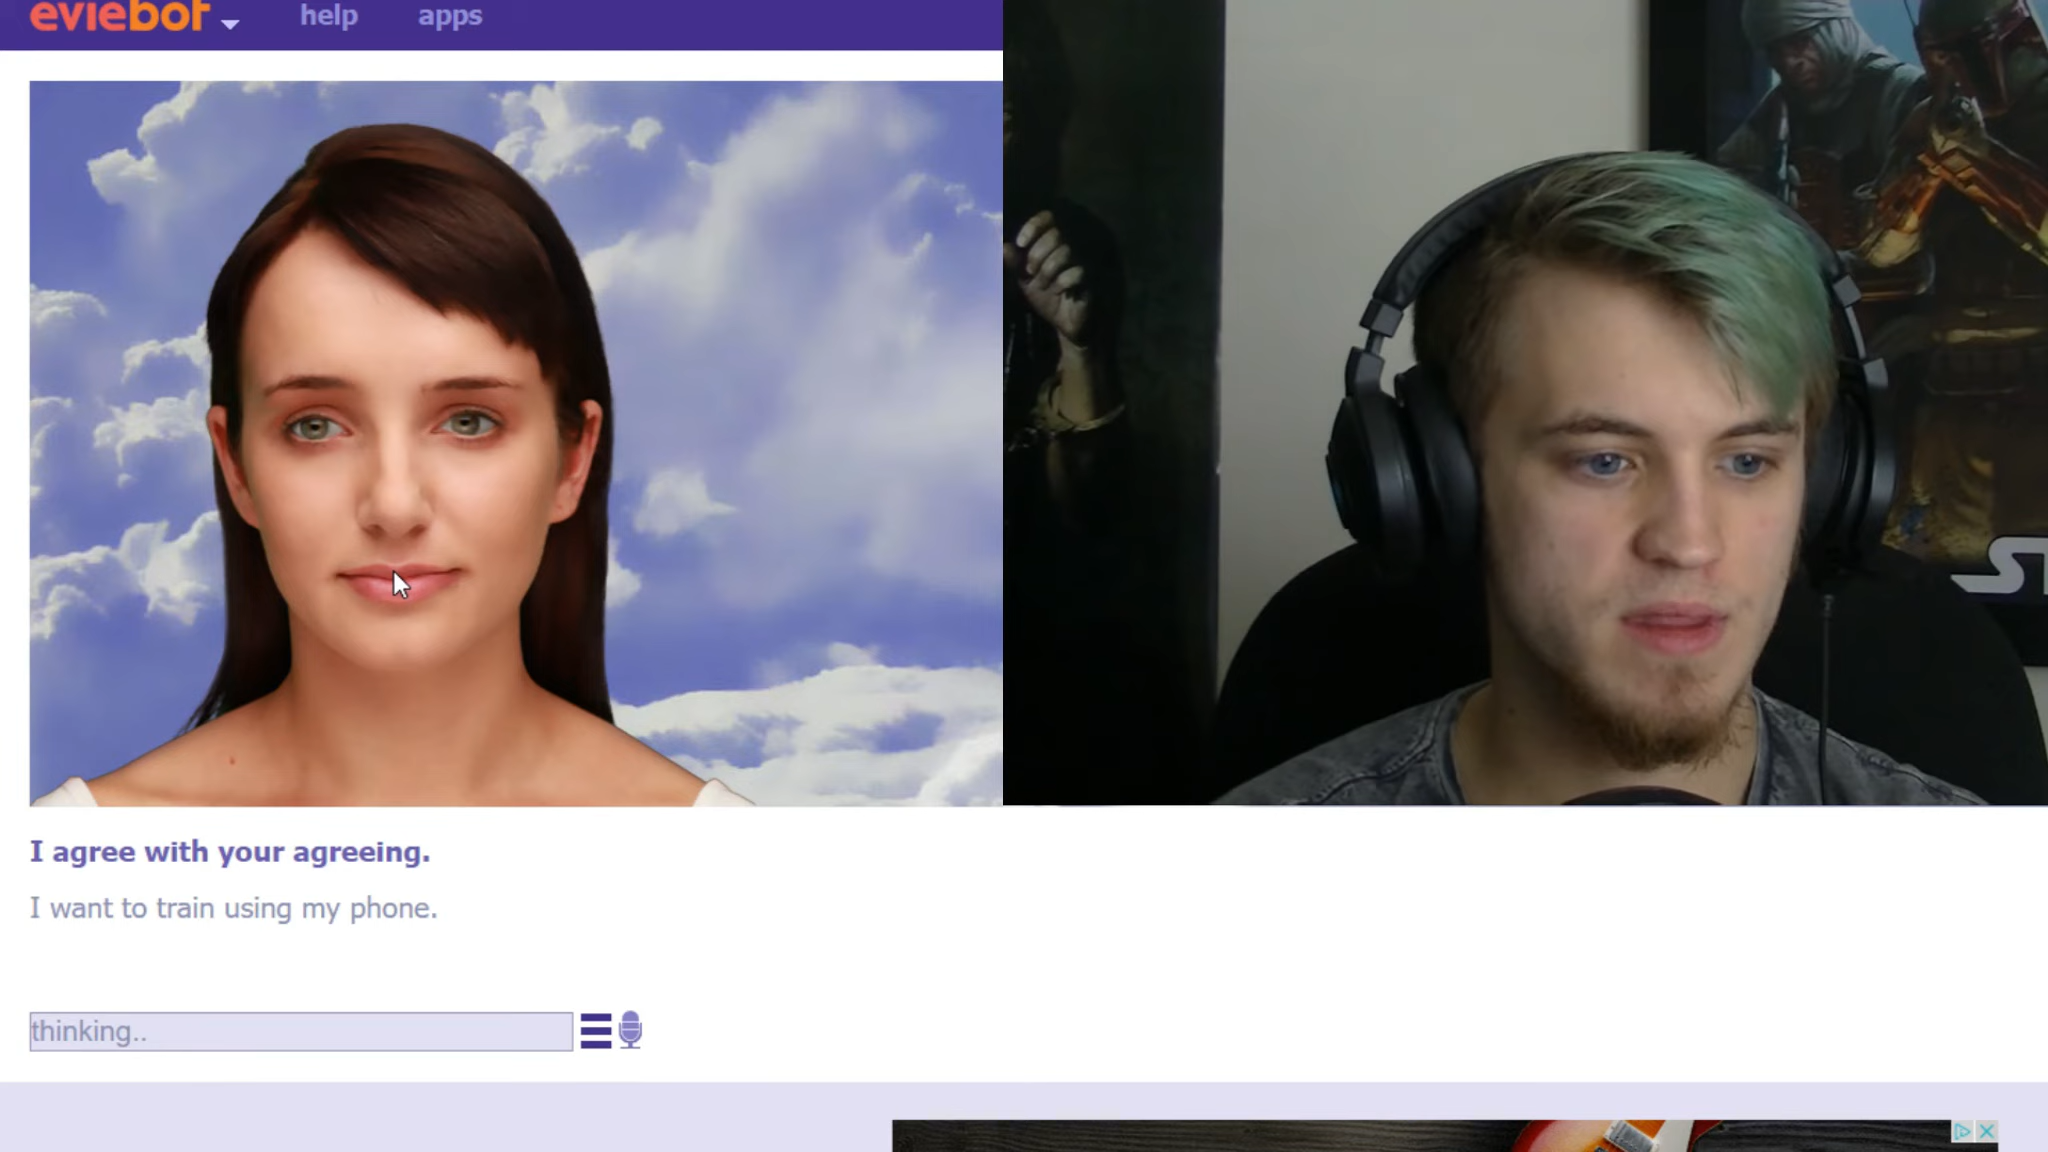 eviebot
help
apps
I agree with your agreeing.
I want to train using my phone.
thinking..